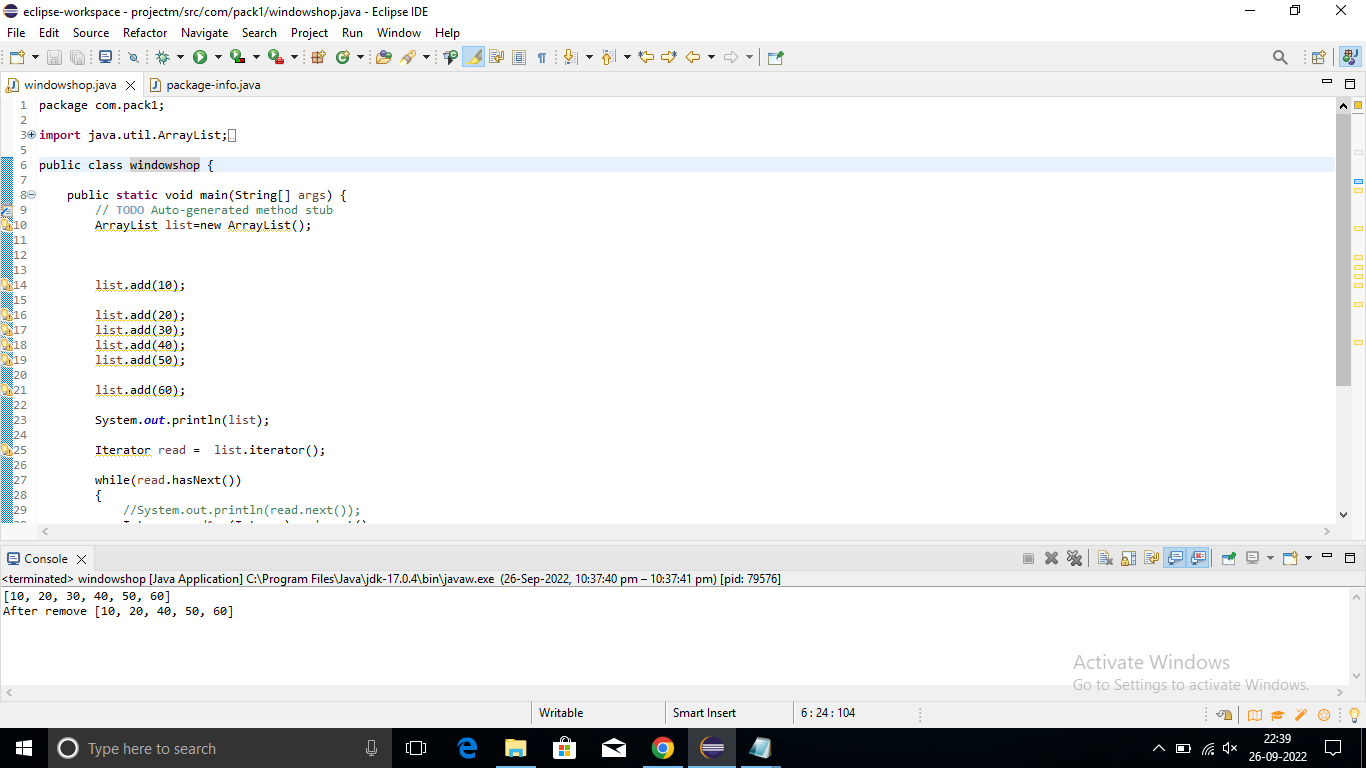 eclipse-workspace - projectm/src/com/pack1/windowshop.java - Eclipse IDE
File Edit Source Refactor Navigate Search Project Run Window Help
windowshop.java package-info.java
1 package com.pack1;
2
3 import java.util.ArrayList;
5
6 public class windowshop {
7
8 public static void main(String[] args) {
9 // TODO Auto-generated method stub
10 ArrayList list=new ArrayList();
11
12
13
14 list.add(10);
15
16 list.add(20);
17 list.add(30);
18 list.add(40);
19 list.add(50);
20
21 list.add(60);
22
23 System.out.println(list);
24
25 Iterator read = list.iterator();
26
27 while(read.hasNext())
28 {
29 //System.out.println(read.next());
Console
<terminated> windowshop [Java Application] C:\Program Files\Java\jdk-17.0.4\bin\javaw.exe (26-Sep-2022, 10:37:40 pm – 10:37:41 pm) [pid: 79576]
[10, 20, 30, 40, 50, 60]
After remove [10, 20, 40, 50, 60]
Activate Windows
Go to Settings to activate Windows.
Writable Smart Insert 6 : 24 : 104
Type here to search
22:39
26-09-2022